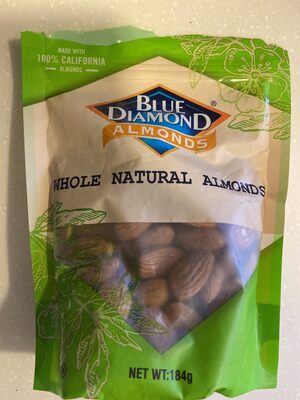 MADE WITH
100% CALIFORNIA
ALMONDS
BLUE
DIAMOND®
ALMONDS
WHOLE NATURAL ALMONDS
NET WT:184g